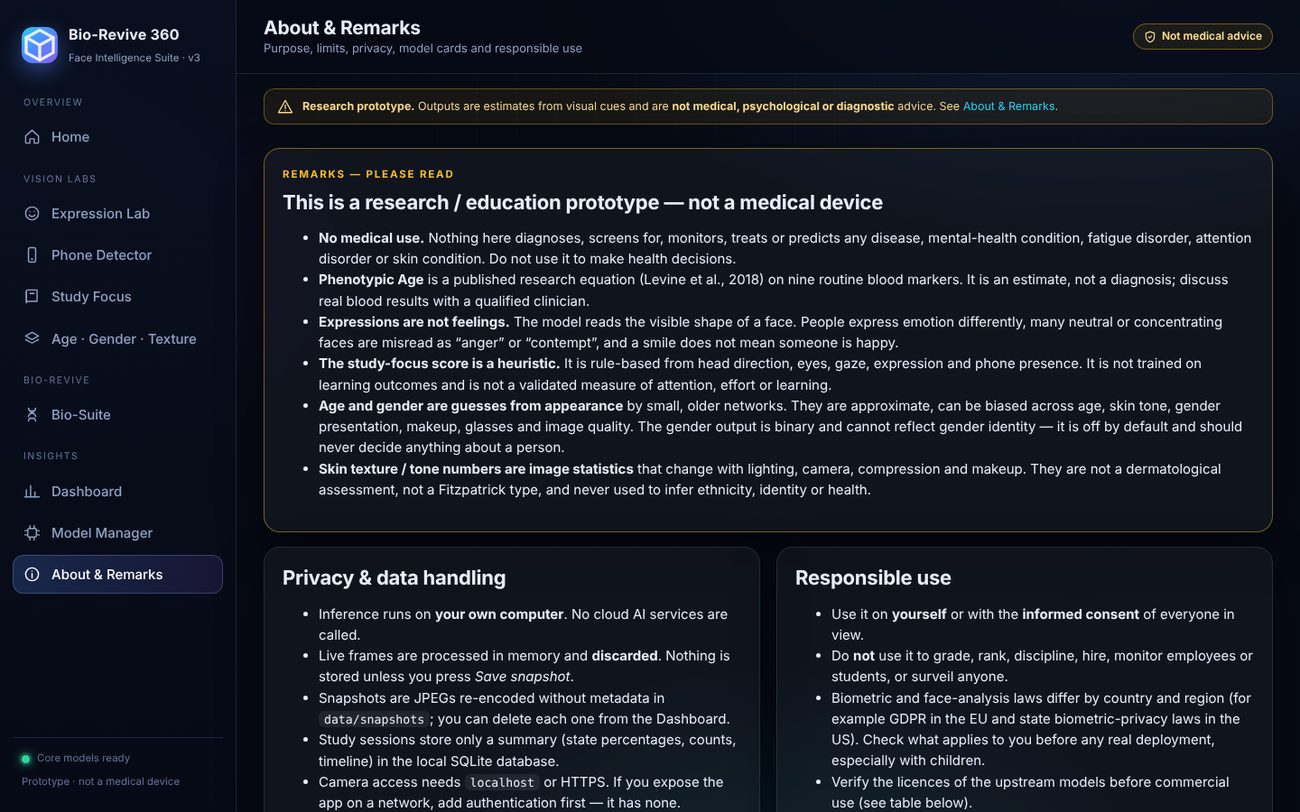 Bio-Revive 360
Face Intelligence Suite · v3
OVERVIEW
Home
VISION LABS
Expression Lab
Phone Detector
Study Focus
Age · Gender · Texture
BIO-REVIVE
Bio-Suite
INSIGHTS
Dashboard
Model Manager
About & Remarks
Core models ready
Prototype · not a medical device
About & Remarks
Purpose, limits, privacy, model cards and responsible use
Not medical advice
Research prototype. Outputs are estimates from visual cues and are not medical, psychological or diagnostic advice. See About & Remarks.
REMARKS — PLEASE READ
This is a research / education prototype — not a medical device
• No medical use. Nothing here diagnoses, screens for, monitors, treats or predicts any disease, mental-health condition, fatigue disorder, attention
disorder or skin condition. Do not use it to make health decisions.
• Phenotypic Age is a published research equation (Levine et al., 2018) on nine routine blood markers. It is an estimate, not a diagnosis; discuss
real blood results with a qualified clinician.
• Expressions are not feelings. The model reads the visible shape of a face. People express emotion differently, many neutral or concentrating
faces are misread as “anger” or “contempt”, and a smile does not mean someone is happy.
• The study-focus score is a heuristic. It is rule-based from head direction, eyes, gaze, expression and phone presence. It is not trained on
learning outcomes and is not a validated measure of attention, effort or learning.
• Age and gender are guesses from appearance by small, older networks. They are approximate, can be biased across age, skin tone, gender
presentation, makeup, glasses and image quality. The gender output is binary and cannot reflect gender identity — it is off by default and should
never decide anything about a person.
• Skin texture / tone numbers are image statistics that change with lighting, camera, compression and makeup. They are not a dermatological
assessment, not a Fitzpatrick type, and never used to infer ethnicity, identity or health.
Privacy & data handling
• Inference runs on your own computer. No cloud AI services are
called.
• Live frames are processed in memory and discarded. Nothing is
stored unless you press Save snapshot.
• Snapshots are JPEGs re-encoded without metadata in
data/snapshots; you can delete each one from the Dashboard.
• Study sessions store only a summary (state percentages, counts,
timeline) in the local SQLite database.
• Camera access needs localhost or HTTPS. If you expose the
app on a network, add authentication first — it has none.
Responsible use
• Use it on yourself or with the informed consent of everyone in
view.
• Do not use it to grade, rank, discipline, hire, monitor employees or
students, or surveil anyone.
• Biometric and face-analysis laws differ by country and region (for
example GDPR in the EU and state biometric-privacy laws in the
US). Check what applies to you before any real deployment,
especially with children.
• Verify the licences of the upstream models before commercial
use (see table below).